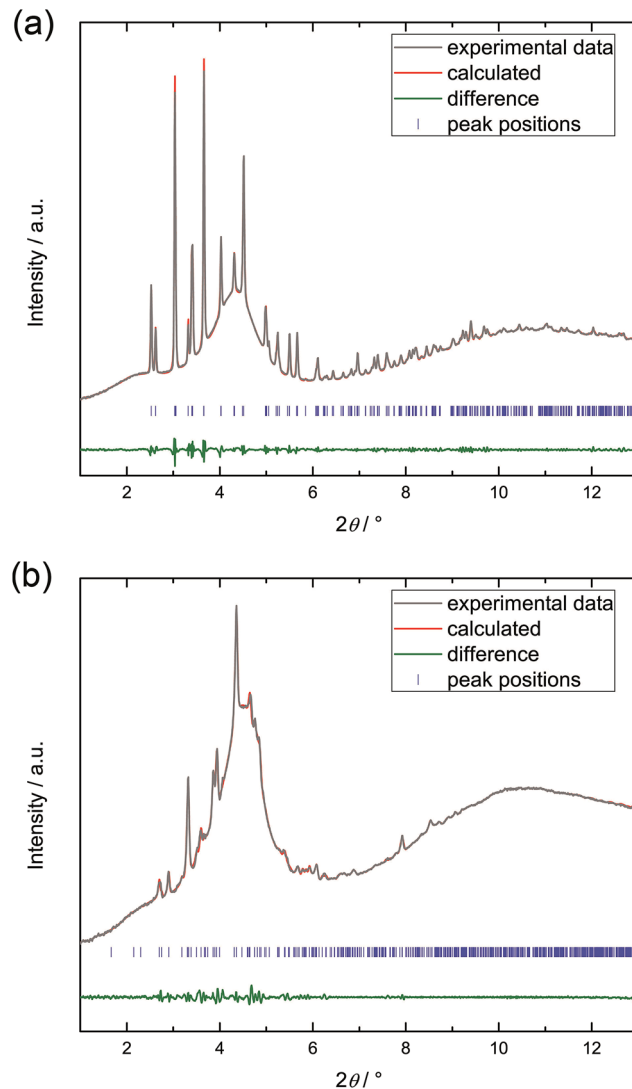 (a)
experimental data
calculated
difference
peak positions
Intensity / a.u.
2 4 6 8 10 12
2θ / °
(b)
experimental data
calculated
difference
peak positions
Intensity / a.u.
2 4 6 8 10 12
2θ / °